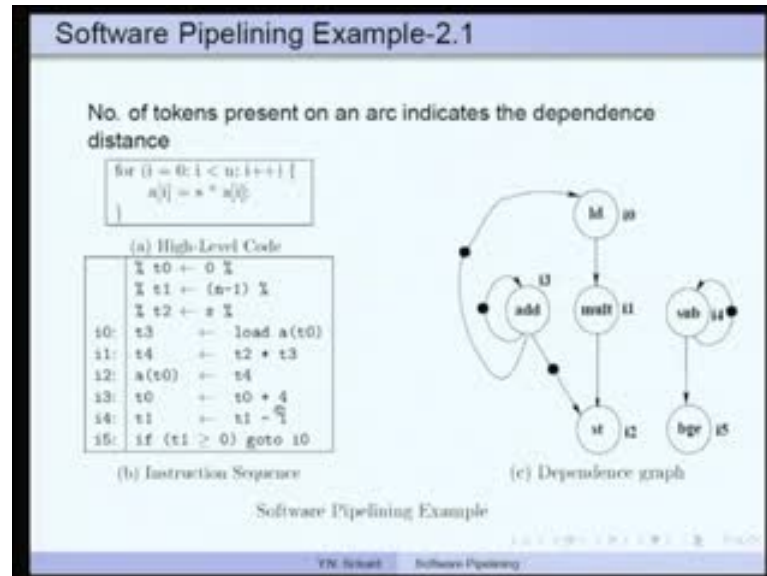 Software Pipelining Example-2.1
No. of tokens present on an arc indicates the dependence
distance
for (i = 0; i < n; i++) {
a[i] = s * a[i];
}
(a) High-Level Code
% t0 ← 0 %
% t1 ← (n-1) %
% t2 ← s %
i0: t3 ← load a(t0)
i1: t4 ← t2 * t3
i2: a(t0) ← t4
i3: t0 ← t0 + 4
i4: t1 ← t1 -
i5: if (t1 ≥ 0) goto i0
(b) Instruction Sequence
ld i0
add i3
mult i1
sub i4
st i2
bge i5
(c) Dependence graph
Software Pipelining Example
Y.N. Srikant Software Pipelining